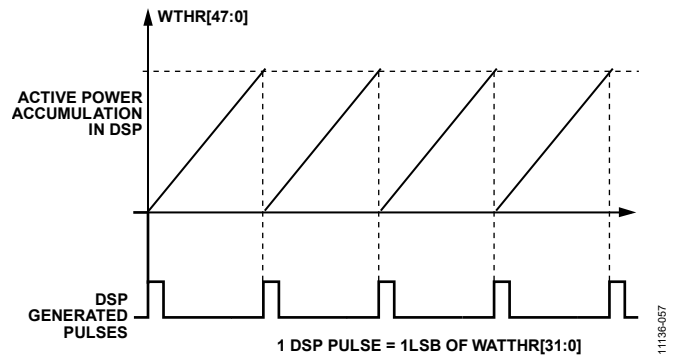 WTHR[47:0]
ACTIVE POWER
ACCUMULATION
IN DSP
DSP
GENERATED
PULSES
1 DSP PULSE = 1LSB OF WATTHR[31:0]
11136-057